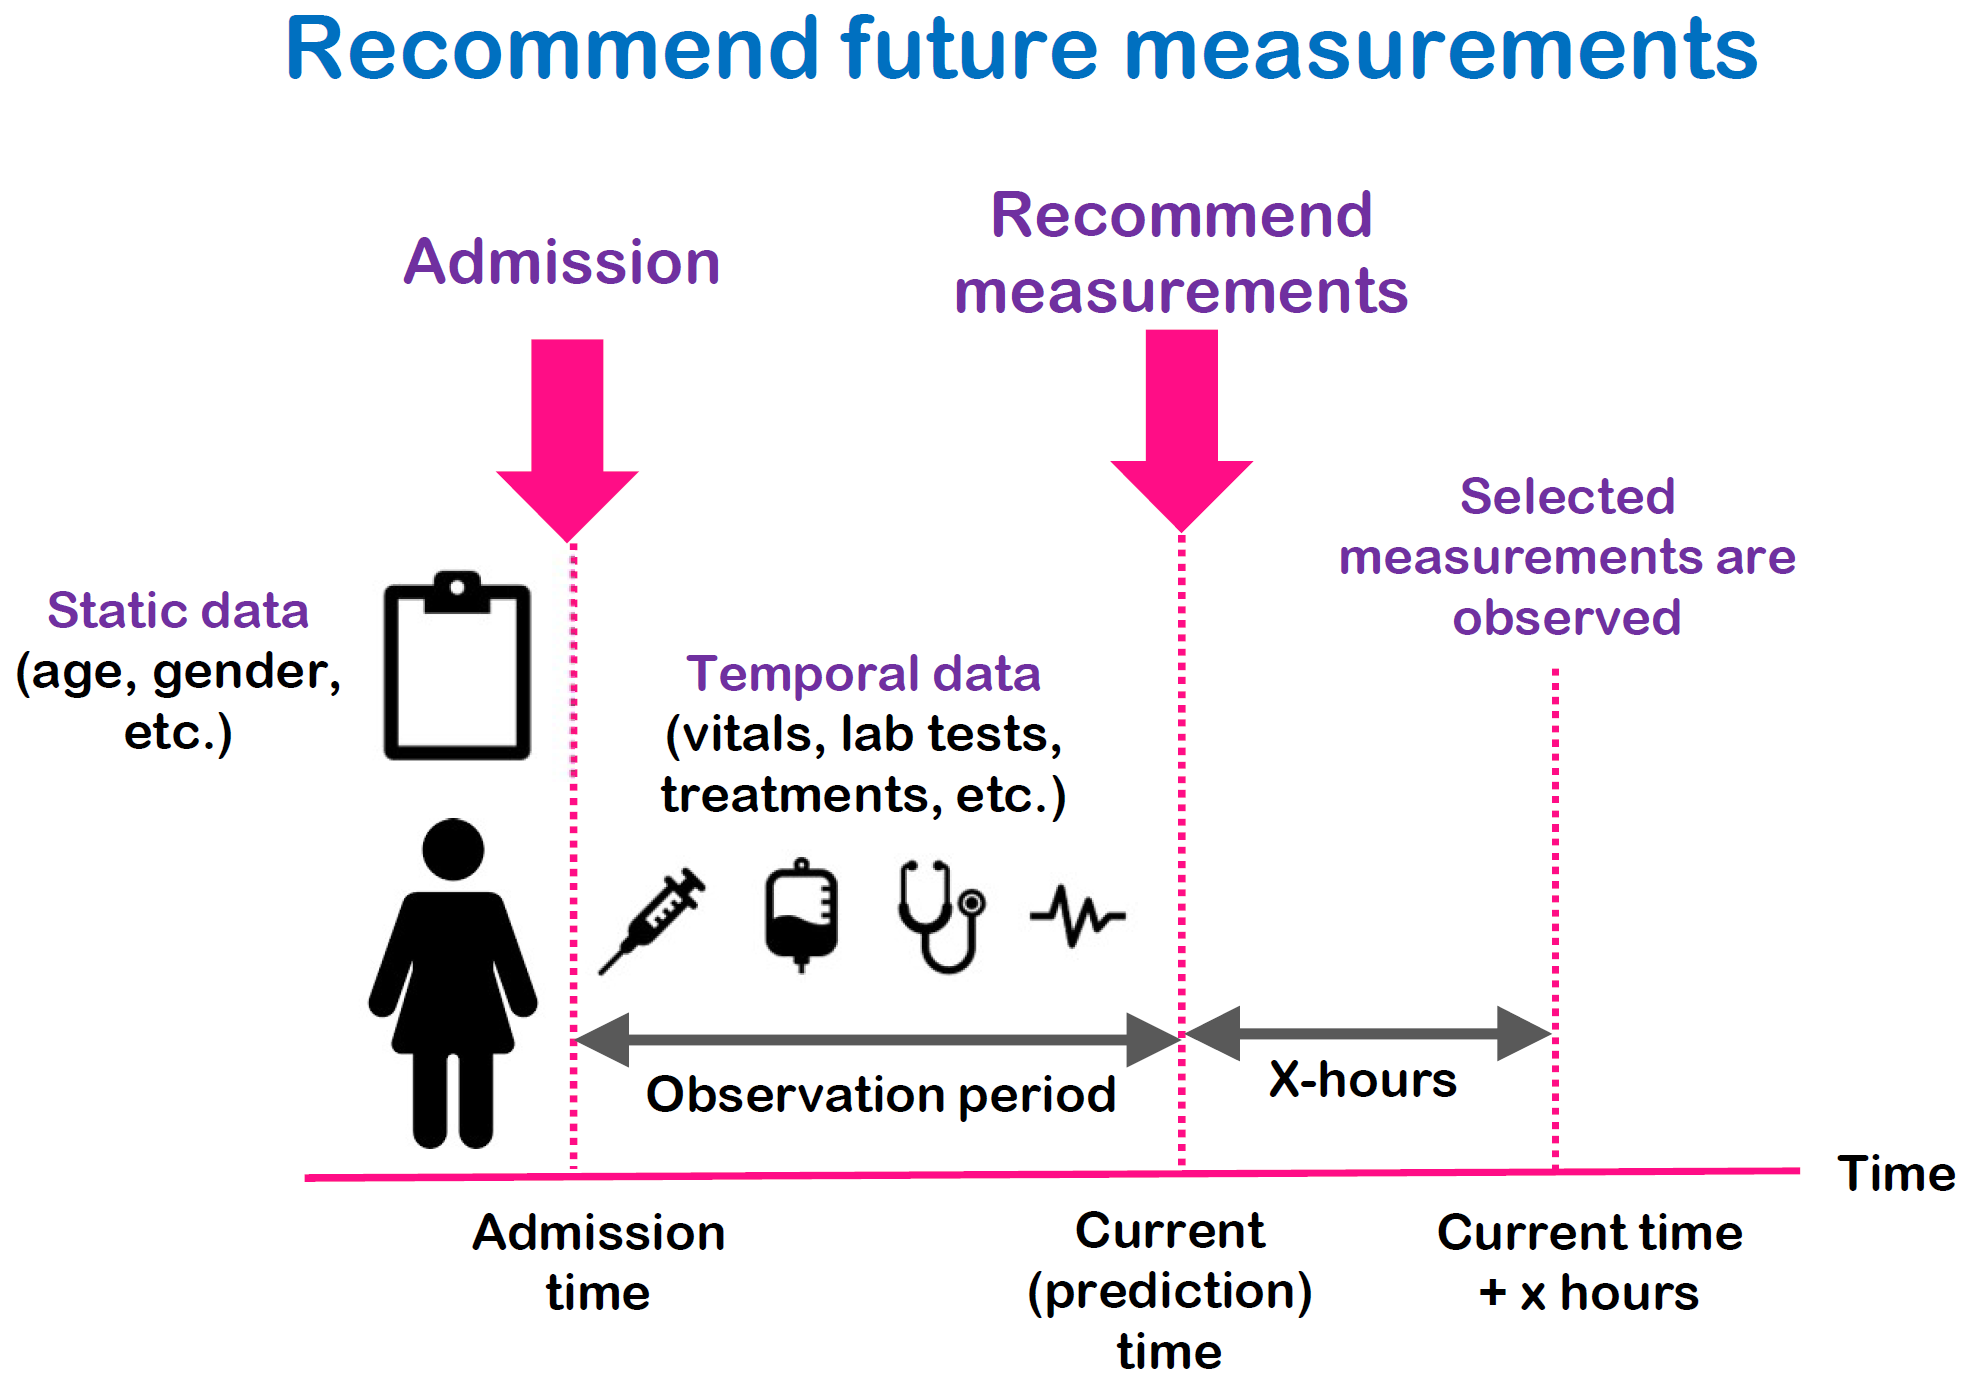 Recommend future measurements
Admission
Recommend
measurements
Selected
measurements are
observed
Static data
(age, gender,
etc.)
Temporal data
(vitals, lab tests,
treatments, etc.)
Observation period
X-hours
Time
Admission
time
Current
(prediction)
time
Current time
+ x hours